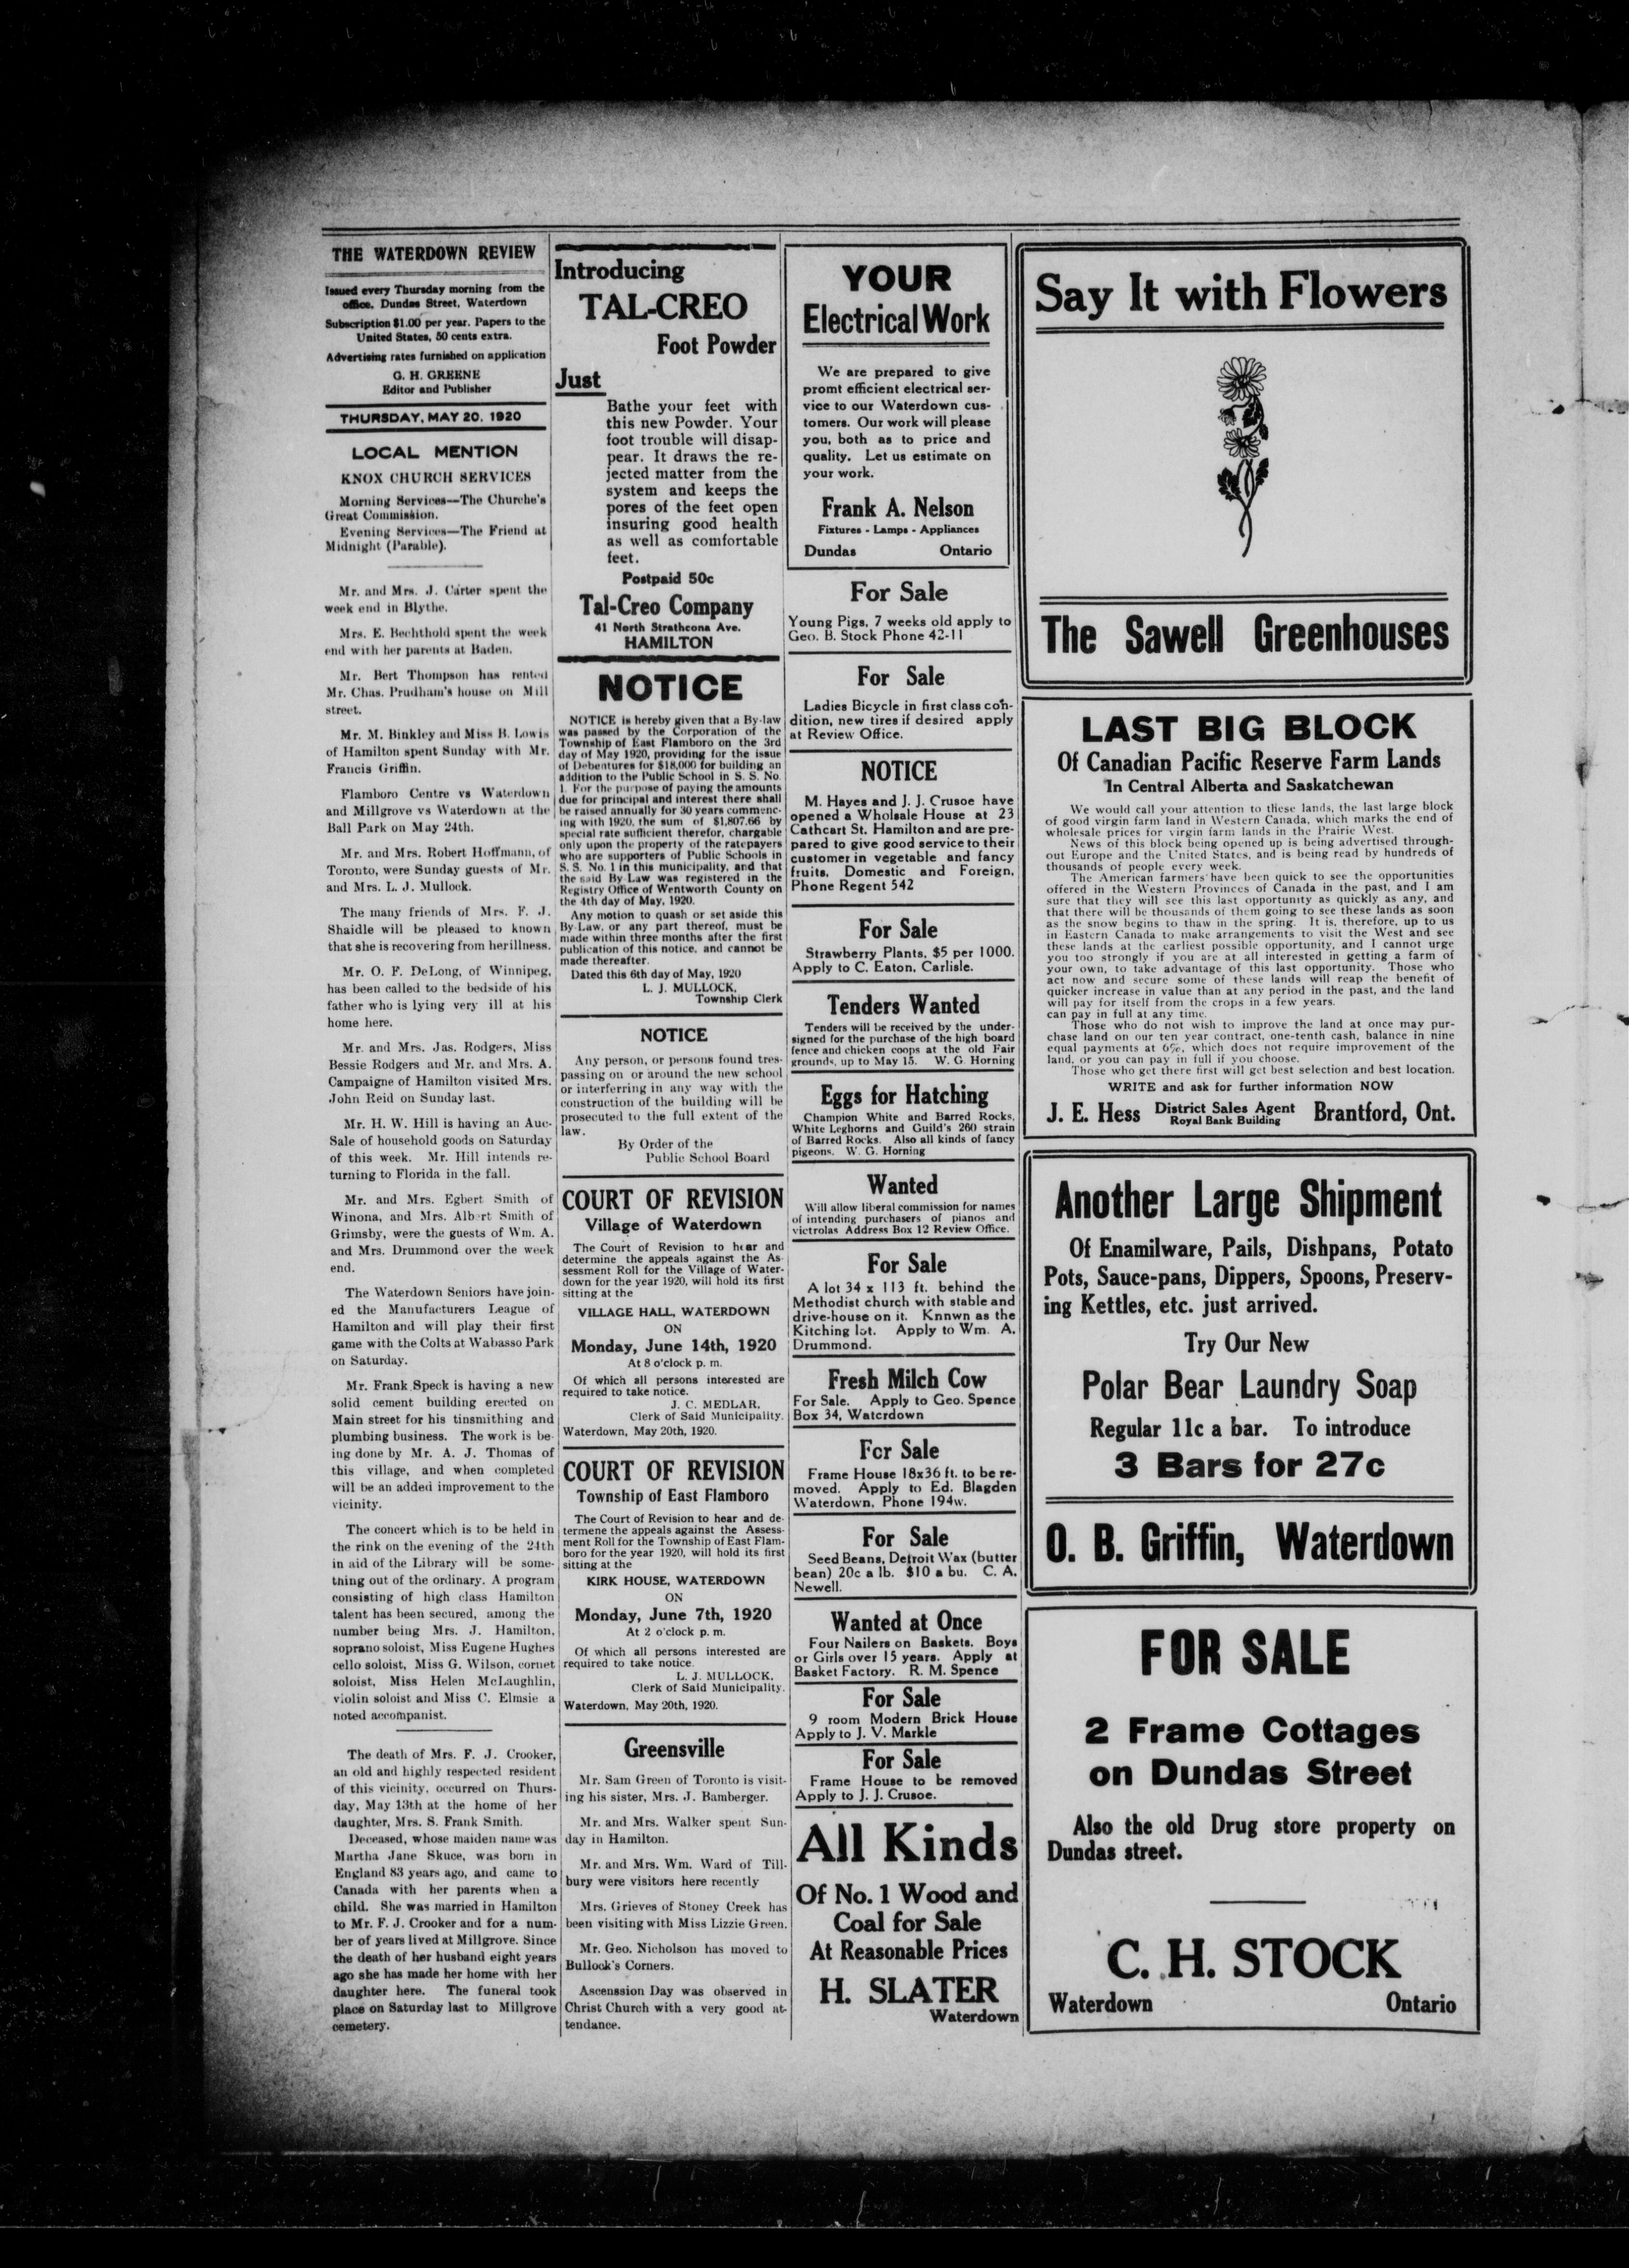 THE WATERDOWN REVIEW
Issued every Thursday morning from the
office, Dundas Street, Waterdown
Subscription $1.00 per year. Papers to the
United States, 50 cents extra.
Advertising rates furnished on application
G. H. GREENE
Editor and Publisher
THURSDAY, MAY 20, 1920
LOCAL MENTION
KNOX CHURCH SERVICES
Morning Services—The Churche's
Great Commission.
Evening Services—The Friend at
Midnight (Parable).
Mr. and Mrs. J. Carter spent the
week end in Blythe.
Mrs. E. Bechthold spent the week
end with her parents at Baden.
Mr. Bert Thompson has rented
Mr. Chas. Prudham's house on Mill
street.
Mr. M. Binkley and Miss B. Lowis
of Hamilton spent Sunday with Mr.
Francis Griffin.
Flamboro Centre vs Waterdown
and Millgrove vs Waterdown at the
Ball Park on May 24th.
Mr. and Mrs. Robert Hoffmann, of
Toronto, were Sunday guests of Mr.
and Mrs. L. J. Mullock.
The many friends of Mrs. F. J.
Shaidle will be pleased to known
that she is recovering from herillness.
Mr. O. F. DeLong, of Winnipeg,
has been called to the bedside of his
father who is lying very ill at his
home here.
Mr. and Mrs. Jas. Rodgers, Miss
Bessie Rodgers and Mr. and Mrs. A.
Campaigne of Hamilton visited Mrs.
John Reid on Sunday last.
Mr. H. W. Hill is having an Auc-
Sale of household goods on Saturday
of this week. Mr. Hill intends re-
turning to Florida in the fall.
Mr. and Mrs. Egbert Smith of
Winona, and Mrs. Albert Smith of
Grimsby, were the guests of Wm. A.
and Mrs. Drummond over the week
end.
The Waterdown Seniors have join-
ed the Manufacturers League of
Hamilton and will play their first
game with the Colts at Wabasso Park
on Saturday.
Mr. Frank Speck is having a new
solid cement building erected on
Main street for his tinsmithing and
plumbing business. The work is be-
ing done by Mr. A. J. Thomas of
this village, and when completed
will be an added improvement to the
vicinity.
The concert which is to be held in
the rink on the evening of the 24th
in aid of the Library will be some-
thing out of the ordinary. A program
consisting of high class Hamilton
talent has been secured, among the
number being Mrs. J. Hamilton,
soprano soloist, Miss Eugene Hughes
cello soloist, Miss G. Wilson, cornet
soloist, Miss Helen McLaughlin,
violin soloist and Miss C. Elmsie a
noted accompanist.
The death of Mrs. F. J. Crooker,
an old and highly respected resident
of this vicinity, occurred on Thurs-
day, May 13th at the home of her
daughter, Mrs. S. Frank Smith.
Deceased, whose maiden name was
Martha Jane Skuce, was born in
England 83 years ago, and came to
Canada with her parents when a
child. She was married in Hamilton
to Mr. F. J. Crooker and for a num-
ber of years lived at Millgrove. Since
the death of her husband eight years
ago she has made her home with her
daughter here. The funeral took
place on Saturday last to Millgrove
cemetery.
Introducing
TAL-CREO
Foot Powder
Just
Bathe your feet with
this new Powder. Your
foot trouble will disap-
pear. It draws the re-
jected matter from the
system and keeps the
pores of the feet open
insuring good health
as well as comfortable
feet.
Postpaid 50c
Tal-Creo Company
41 North Strathcona Ave.
HAMILTON
NOTICE
NOTICE is hereby given that a By-law
was passed by the Corporation of the
Township of East Flamboro on the 3rd
day of May 1920, providing for the issue
of Debentures for $18,000 for building an
addition to the Public School in S. S. No.
1. For the purpose of paying the amounts
due for principal and interest there shall
be raised annually for 30 years commenc-
ing with 1920, the sum of $1,807.66 by
special rate sufficient therefor, chargable
only upon the property of the ratepayers
who are supporters of Public Schools in
S. S. No. 1 in this municipality, and that
the said By-Law was registered in the
Registry Office of Wentworth County on
the 4th day of May, 1920.
Any motion to quash or set aside this
By-Law, or any part thereof, must be
made within three months after the first
publication of this notice, and cannot be
made thereafter.
Dated this 6th day of May, 1920
L. J. MULLOCK,
Township Clerk
NOTICE
Any person, or persons found tres-
passing on or around the new school
or interferring in any way with the
construction of the building will be
prosecuted to the full extent of the
law.
By Order of the
Public School Board
COURT OF REVISION
Village of Waterdown
The Court of Revision to hear and
determine the appeals against the As
sessment Roll for the Village of Water-
down for the year 1920, will hold its first
sitting at the
VILLAGE HALL, WATERDOWN
ON
Monday, June 14th, 1920
At 8 o'clock p. m.
Of which all persons interested are
required to take notice.
J. C. MEDLAR,
Clerk of Said Municipality.
Waterdown, May 20th, 1920.
COURT OF REVISION
Township of East Flamboro
The Court of Revision to hear and de-
termene the appeals against the Assess-
ment Roll for the Township of East Flam-
boro for the year 1920, will hold its first
sitting at the
KIRK HOUSE, WATERDOWN
ON
Monday, June 7th, 1920
At 2 o'clock p. m.
Of which all persons interested are
required to take notice.
L. J. MULLOCK,
Clerk of Said Municipality.
Waterdown, May 20th, 1920.
Greensville
Mr. Sam Green of Toronto is visit-
ing his sister, Mrs. J. Bamberger.
Mr. and Mrs. Walker spent Sun-
day in Hamilton.
Mr. and Mrs. Wm. Ward of Till-
bury were visitors here recently
Mrs. Grieves of Stoney Creek has
been visiting with Miss Lizzie Green.
Mr. Geo. Nicholson has moved to
Bullock's Corners.
Ascenssion Day was observed in
Christ Church with a very good at-
tendance.
YOUR
Electrical Work
We are prepared to give
promt efficient electrical ser-
vice to our Waterdown cus-
tomers. Our work will please
you, both as to price and
quality. Let us estimate on
your work.
Frank A. Nelson
Fixtures - Lamps - Appliances
Dundas Ontario
For Sale
Young Pigs, 7 weeks old apply to
Geo. B. Stock Phone 42-11
For Sale
Ladies Bicycle in first class con-
dition, new tires if desired apply
at Review Office.
NOTICE
M. Hayes and J. J. Crusoe have
opened a Wholsale House at 23
Cathcart St. Hamilton and are pre-
pared to give good service to their
customer in vegetable and fancy
fruits, Domestic and Foreign,
Phone Regent 542
For Sale
Strawberry Plants, $5 per 1000.
Apply to C. Eaton, Carlisle.
Tenders Wanted
Tenders will be received by the under-
signed for the purchase of the high board
fence and chicken coops at the old Fair
grounds, up to May 15. W. G. Horning
Eggs for Hatching
Champion White and Barred Rocks,
White Leghorns and Guild's 260 strain
of Barred Rocks. Also all kinds of fancy
pigeons. W. G. Horning
Wanted
Will allow liberal commission for names
of intending purchasers of pianos and
victrolas Address Box 12 Review Office.
For Sale
A lot 34 x 113 ft. behind the
Methodist church with stable and
drive-house on it. Knnwn as the
Kitching lot. Apply to Wm. A.
Drummond.
Fresh Milch Cow
For Sale. Apply to Geo. Spence
Box 34, Waterdown
For Sale
Frame House 18x36 ft. to be re-
moved. Apply to Ed. Blagden
Waterdown, Phone 194w.
For Sale
Seed Beans, Detroit Wax (butter
bean) 20c a lb. $10 a bu. C. A.
Newell.
Wanted at Once
Four Nailers on Baskets. Boys
or Girls over 15 years. Apply at
Basket Factory. R. M. Spence
For Sale
9 room Modern Brick House
Apply to J. V. Markle
For Sale
Frame House to be removed
Apply to J. J. Crusoe.
All Kinds
Of No. 1 Wood and
Coal for Sale
At Reasonable Prices
H. SLATER
Waterdown
Say It with Flowers
The Sawell Greenhouses
LAST BIG BLOCK
Of Canadian Pacific Reserve Farm Lands
In Central Alberta and Saskatchewan
We would call your attention to these lands, the last large block
of good virgin farm land in Western Canada, which marks the end of
wholesale prices for virgin farm lands in the Prairie West.
News of this block being opened up is being advertised through-
out Europe and the United States, and is being read by hundreds of
thousands of people every week.
The American farmers have been quick to see the opportunities
offered in the Western Provinces of Canada in the past, and I am
sure that they will see this last opportunity as quickly as any, and
that there will be thousands of them going to see these lands as soon
as the snow begins to thaw in the spring. It is, therefore, up to us
in Eastern Canada to make arrangements to visit the West and see
these lands at the earliest possible opportunity, and I cannot urge
you too strongly if you are at all interested in getting a farm of
your own, to take advantage of this last opportunity. Those who
act now and secure some of these lands will reap the benefit of
quicker increase in value than at any period in the past, and the land
will pay for itself from the crops in a few years.
can pay in full at any time.
Those who do not wish to improve the land at once may pur-
chase land on our ten year contract, one-tenth cash, balance in nine
equal payments at 6%, which does not require improvement of the
land, or you can pay in full if you choose.
Those who get there first will get best selection and best location.
WRITE and ask for further information NOW
J. E. Hess District Sales Agent Brantford, Ont.
Royal Bank Building
Another Large Shipment
Of Enamilware, Pails, Dishpans, Potato
Pots, Sauce-pans, Dippers, Spoons, Preserv-
ing Kettles, etc. just arrived.
Try Our New
Polar Bear Laundry Soap
Regular 11c a bar. To introduce
3 Bars for 27c
O. B. Griffin, Waterdown
FOR SALE
2 Frame Cottages
on Dundas Street
Also the old Drug store property on
Dundas street.
C. H. STOCK
Waterdown Ontario